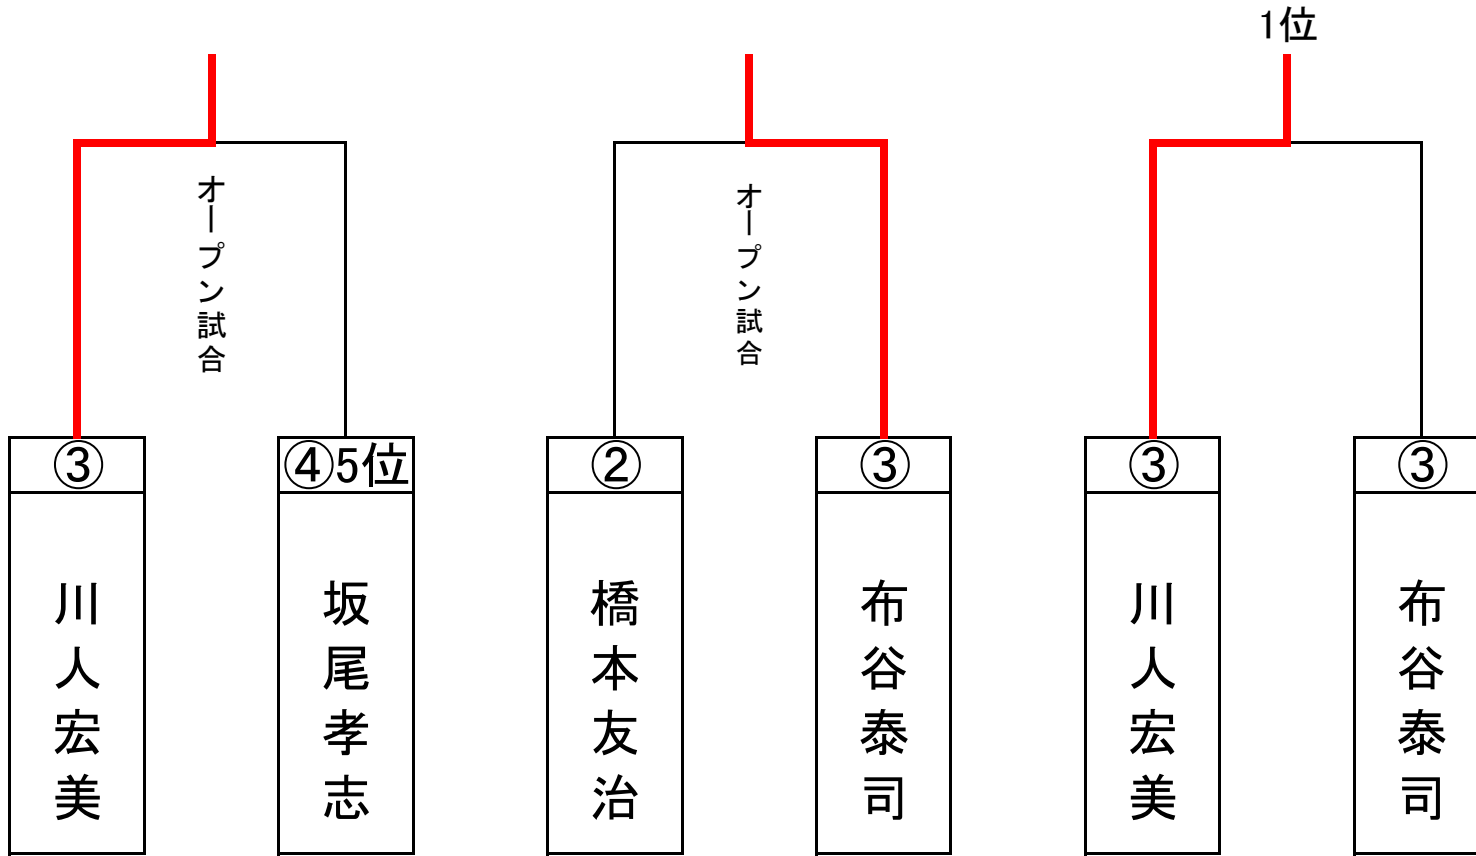 1位
オープン試合
オープン試合
③
④5位
②
③
③
③
川人宏美
坂尾孝志
橋本友治
布谷泰司
川人宏美
布谷泰司